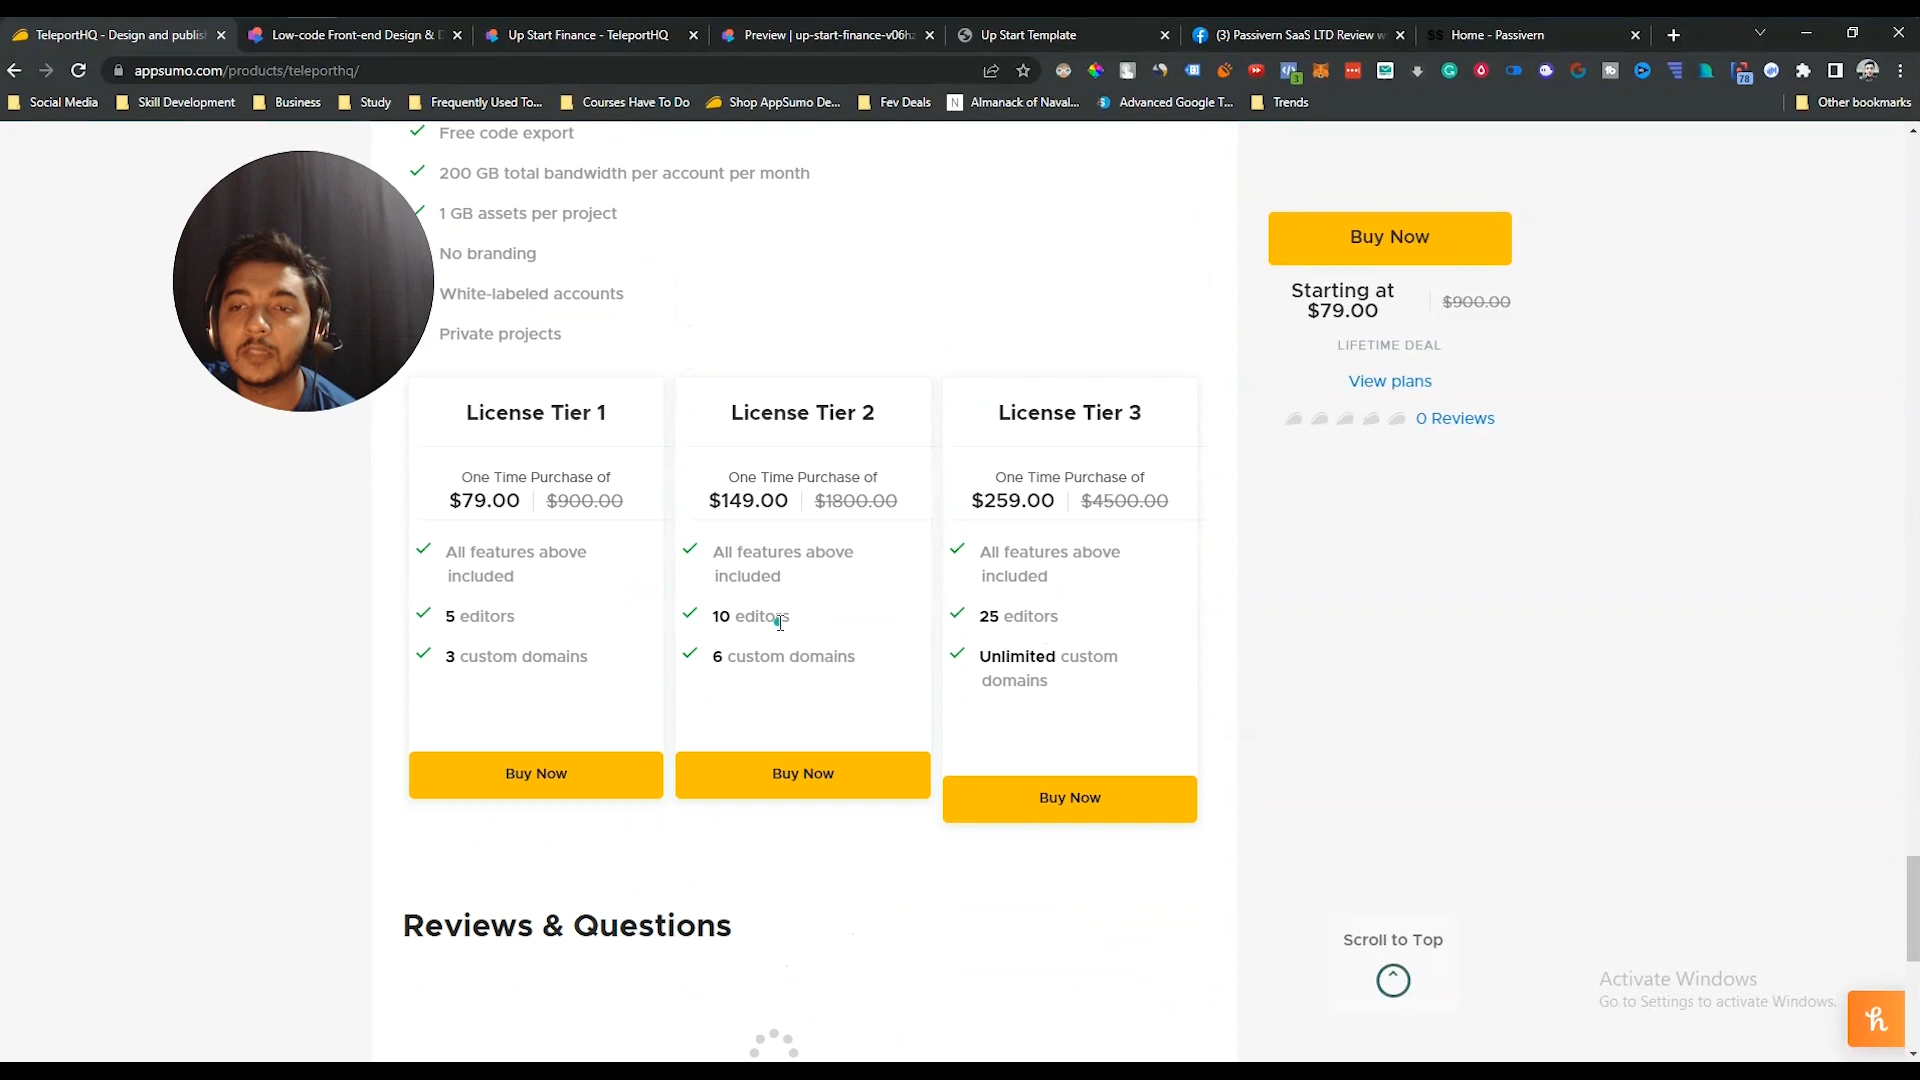 TeleportHQ - Design and publis
Low-code Front-end Design &
Up Start Finance - TeleportHQ
Preview | up-start-finance-v06h
Up Start Template
(3) Passivern SaaS LTD Review w
Home - Passivern
appsumo.com/products/teleporthq/
3
78
Social Media
Skill Development
Business
Study
Frequently Used To...
Courses Have To Do
Shop AppSumo De...
Fev Deals
Almanack of Naval...
Advanced Google T...
Trends
Other bookmarks
Free code export
200 GB total bandwidth per account per month
1 GB assets per project
No branding
White-labeled accounts
Private projects
Buy Now
Starting at
$79.00
$900.00
LIFETIME DEAL
View plans
0 Reviews
License Tier 1
One Time Purchase of
$79.00 $900.00
All features above
included
5 editors
3 custom domains
Buy Now
License Tier 2
One Time Purchase of
$149.00 $1800.00
All features above
included
10 editors
6 custom domains
Buy Now
License Tier 3
One Time Purchase of
$259.00 $4500.00
All features above
included
25 editors
Unlimited custom
domains
Buy Now
Reviews & Questions
Scroll to Top
Activate Windows
Go to Settings to activate Windows.